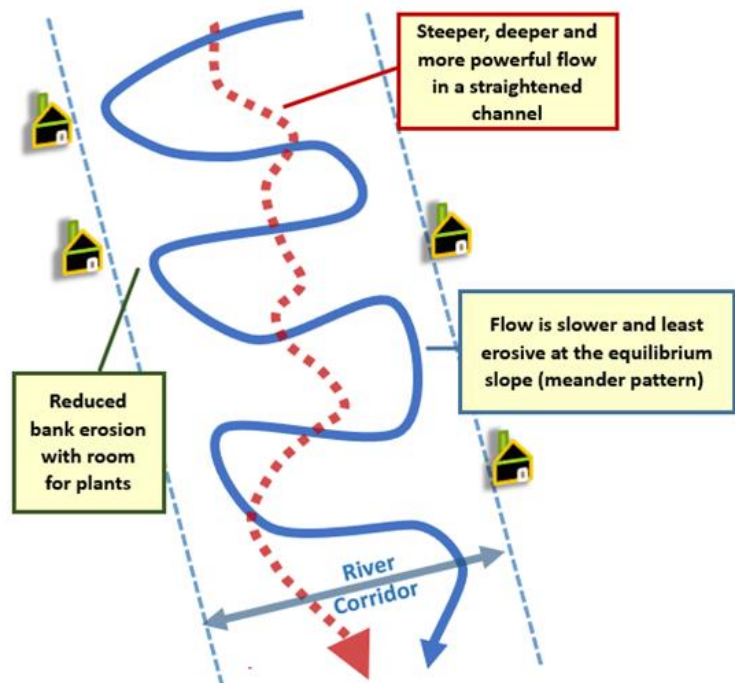 Steeper, deeper and
more powerful flow
in a straightened
channel
Flow is slower and least
erosive at the equilibrium
slope (meander pattern)
Reduced
bank erosion
with room
for plants
River
Corridor